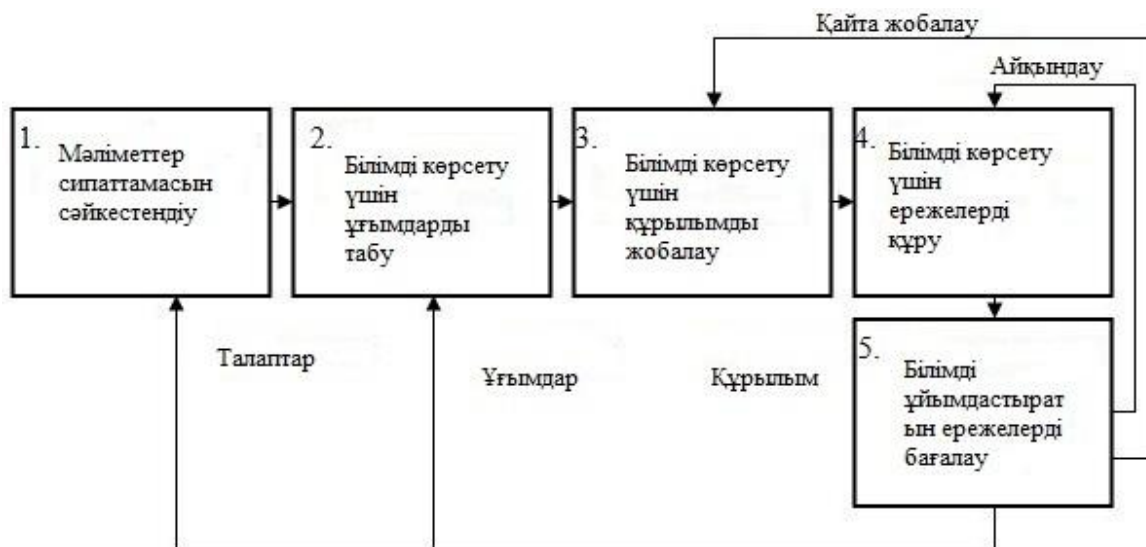 Қайта жобалау
Айқындау
1.
Мәліметтер
сипаттамасын
сәйкестендіу
2.
Білімді көрсету
үшін
ұғымдарды
табу
3.
Білімді көрсету
үшін
құрылымды
жобалау
4.
Білімді көрсету
үшін
ережелерді
құру
5.
Білімді
ұйымдастырат
ын ережелерді
бағалау
Талаптар
Ұғымдар
Құрылым